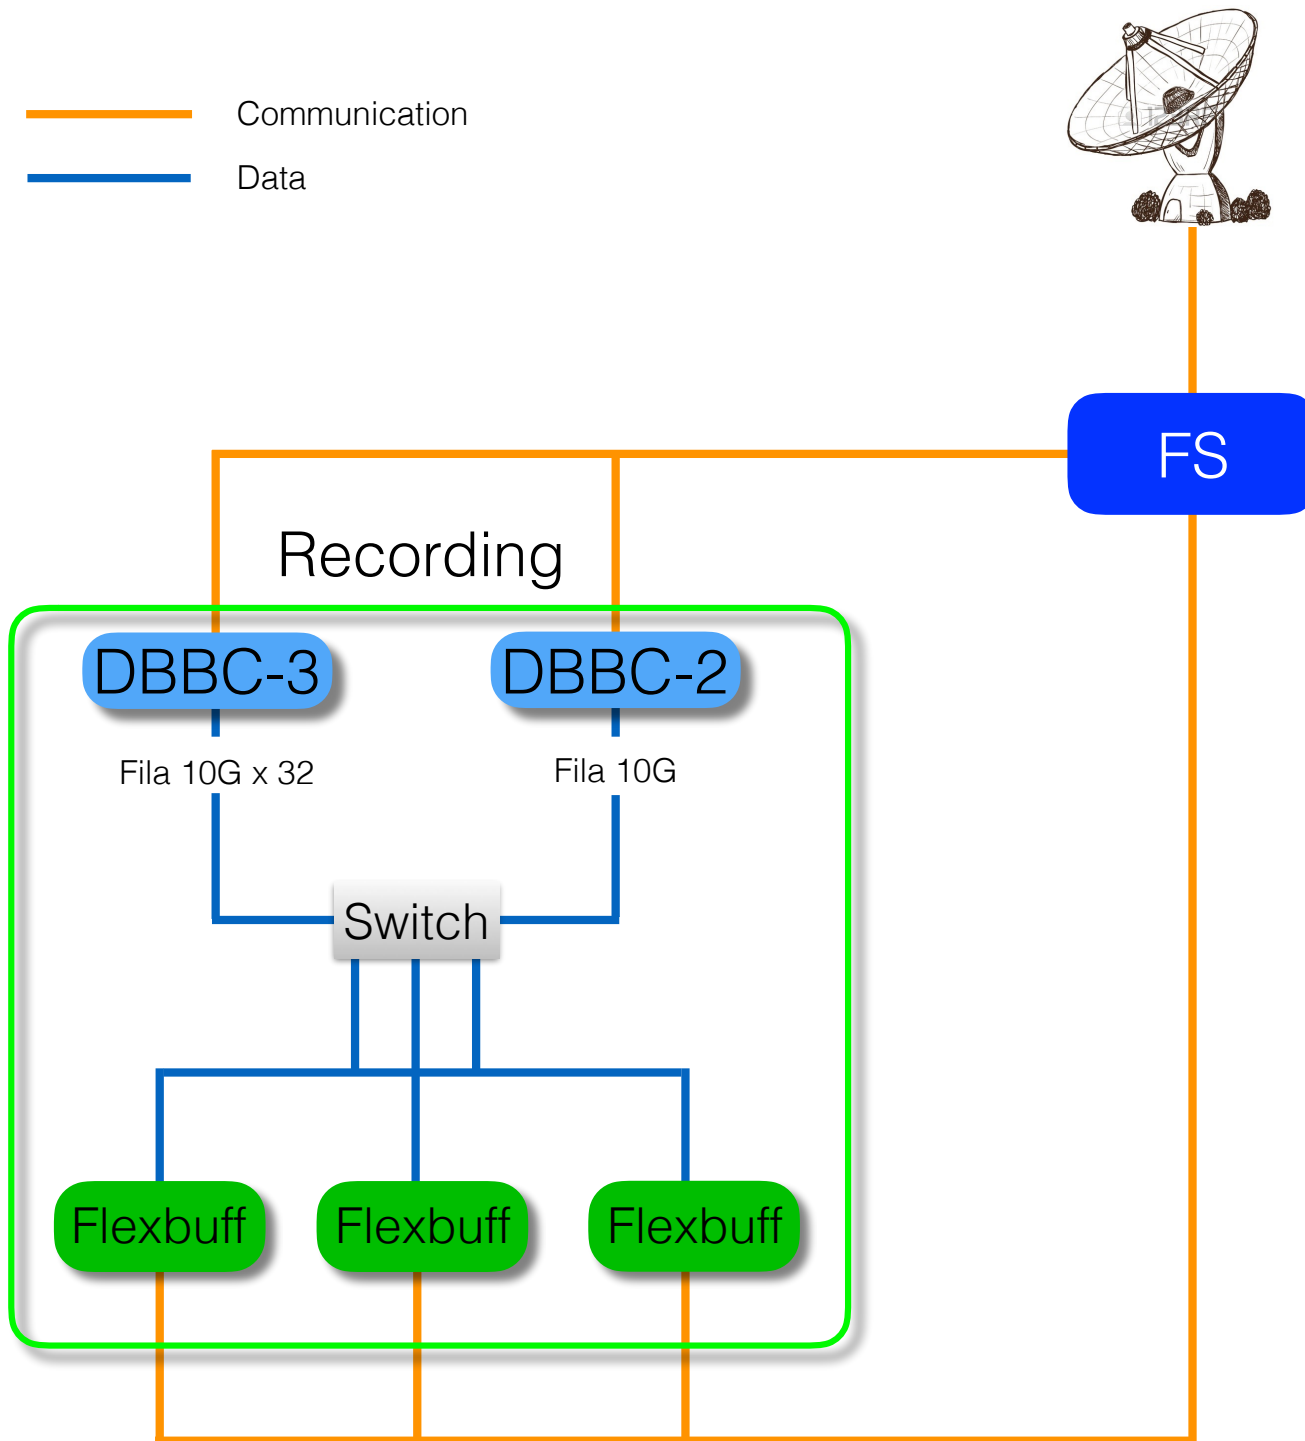 Communication
Data
FS
Recording
DBBC-3
DBBC-2
Fila 10G x 32
Fila 10G
Switch
Flexbuff
Flexbuff
Flexbuff